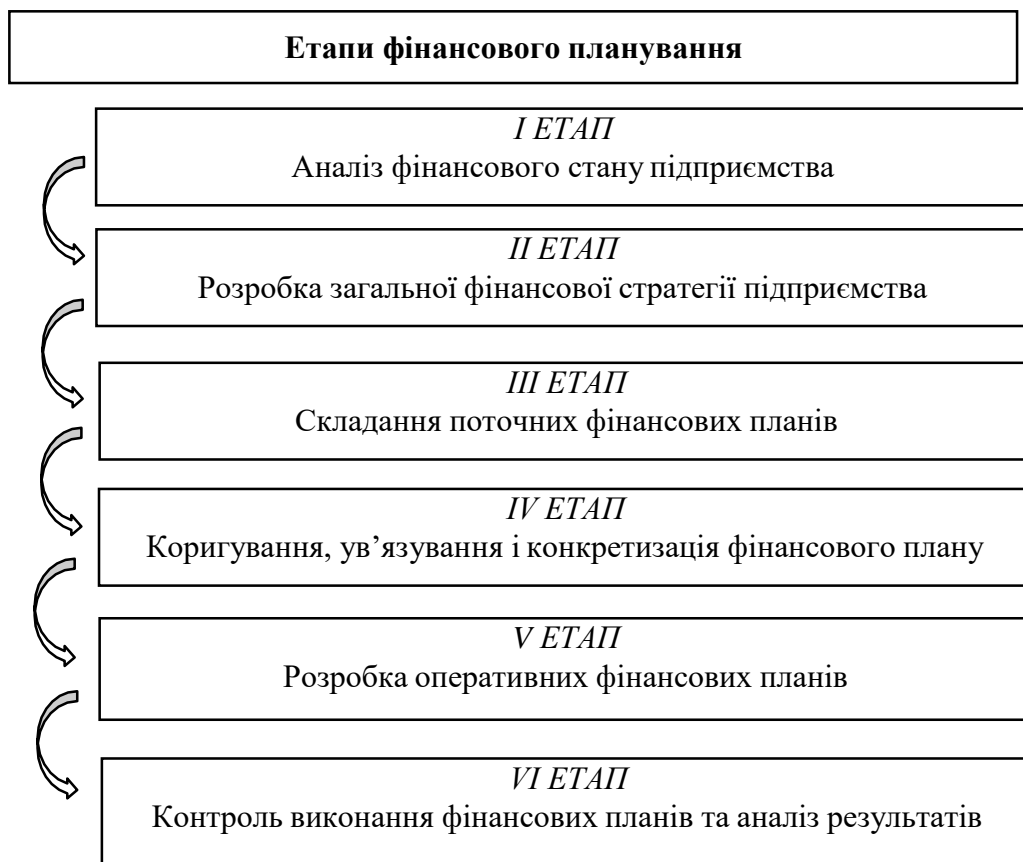 Етапи фінансового планування
І ЕТАП
Аналіз фінансового стану підприємства
ІІ ЕТАП
Розробка загальної фінансової стратегії підприємства
ІІІ ЕТАП
Складання поточних фінансових планів
IV ЕТАП
Коригування, ув’язування і конкретизація фінансового плану
V ЕТАП
Розробка оперативних фінансових планів
VI ЕТАП
Контроль виконання фінансових планів та аналіз результатів